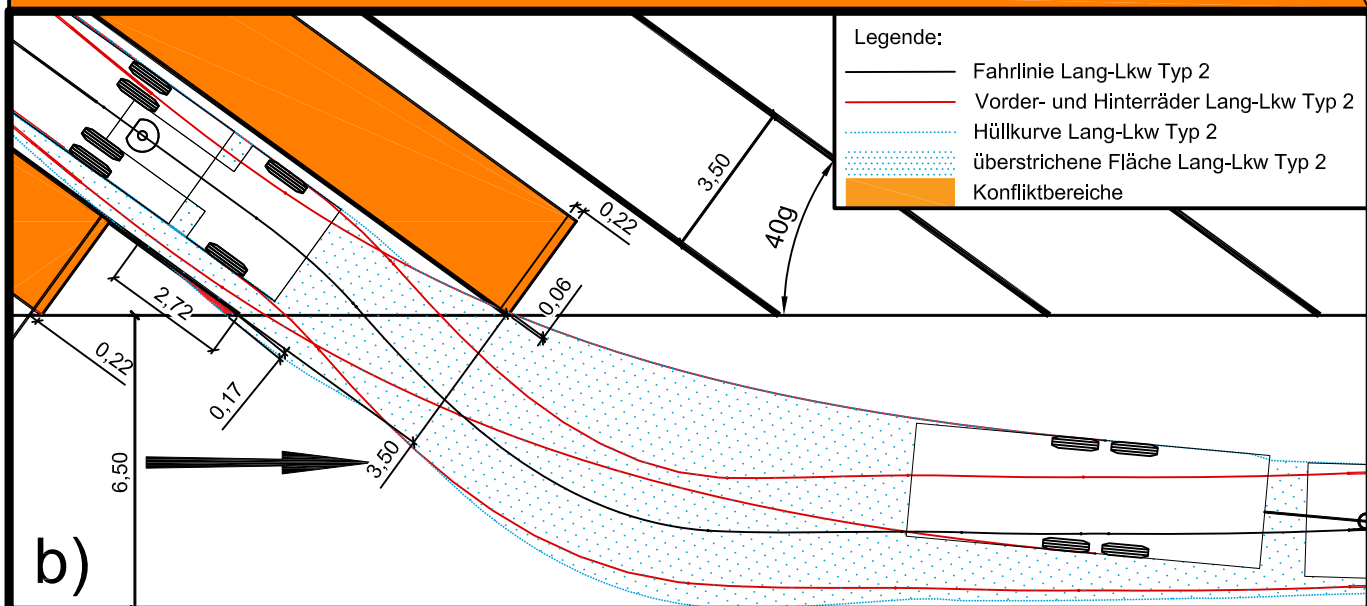 Legende:
Fahrlinie Lang-Lkw Typ 2
Vorder- und Hinterräder Lang-Lkw Typ 2
Hüllkurve Lang-Lkw Typ 2
überstrichene Fläche Lang-Lkw Typ 2
Konfliktbereiche
3,50
40g
0,22
0,06
2,72
0,22
0,17
3,50
6,50
b)